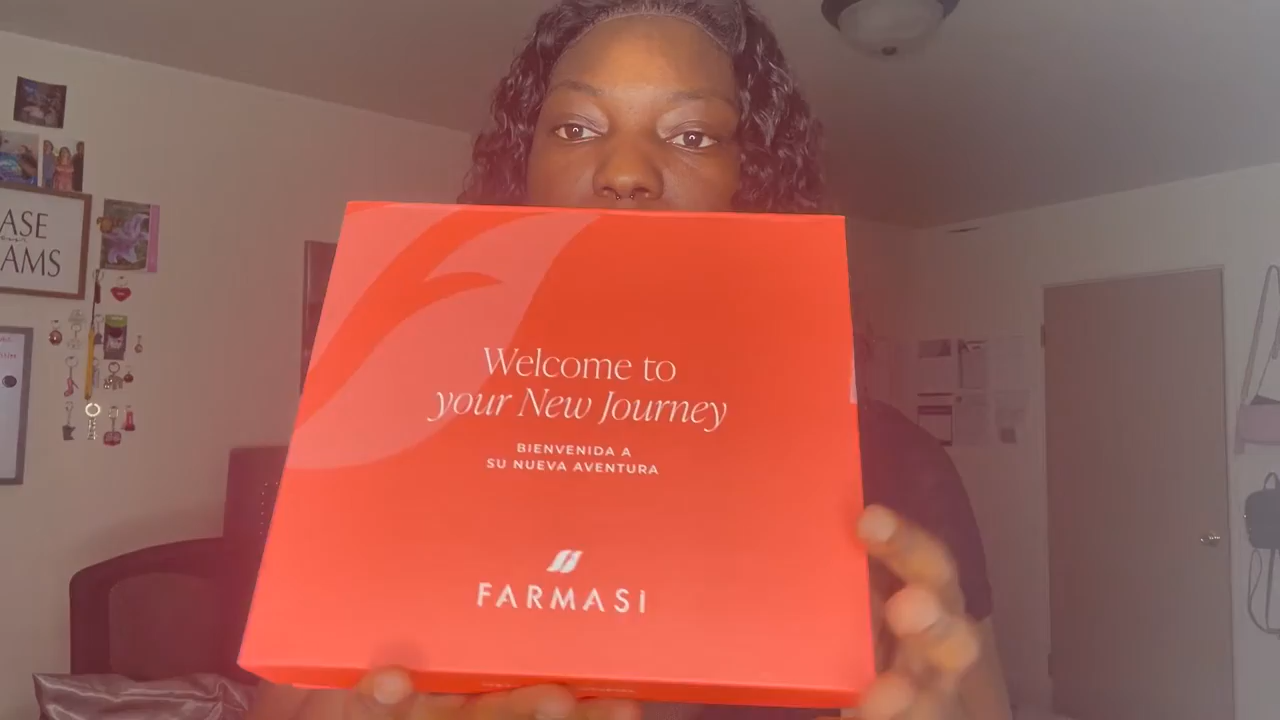 ASE
AMS
Welcome to
your New Journey
BIENVENIDA A
SU NUEVA AVENTURA
FARMASI